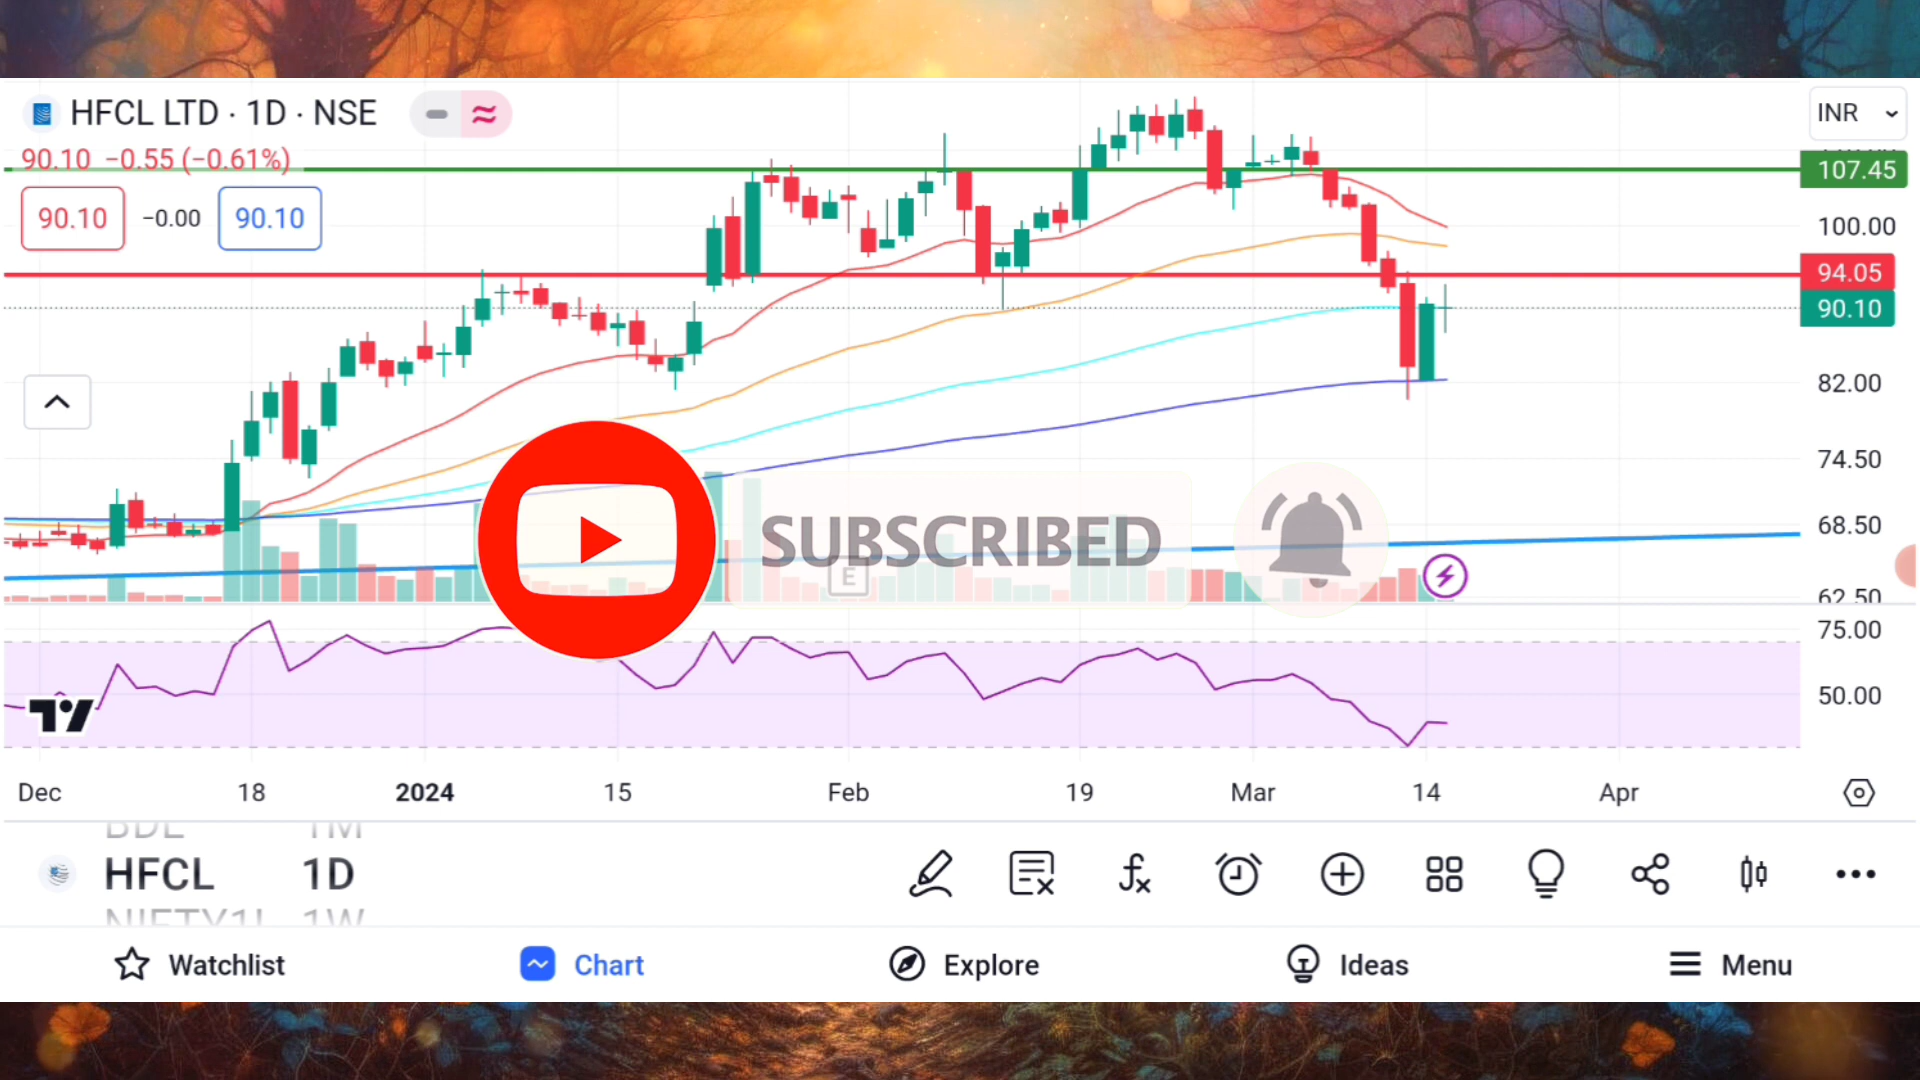 HFCL LTD · 1D · NSE
INR
90.10 −0.55 (−0.61%)
107.45
90.10 −0.00 90.10
100.00
94.05
90.10
82.00
74.50
68.50
SUBSCRIBED
E
62.50
75.00
50.00
Dec 18 2024 15 Feb 19 Mar 14 Apr
1M
HFCL 1D
1W
Watchlist Chart Explore Ideas Menu